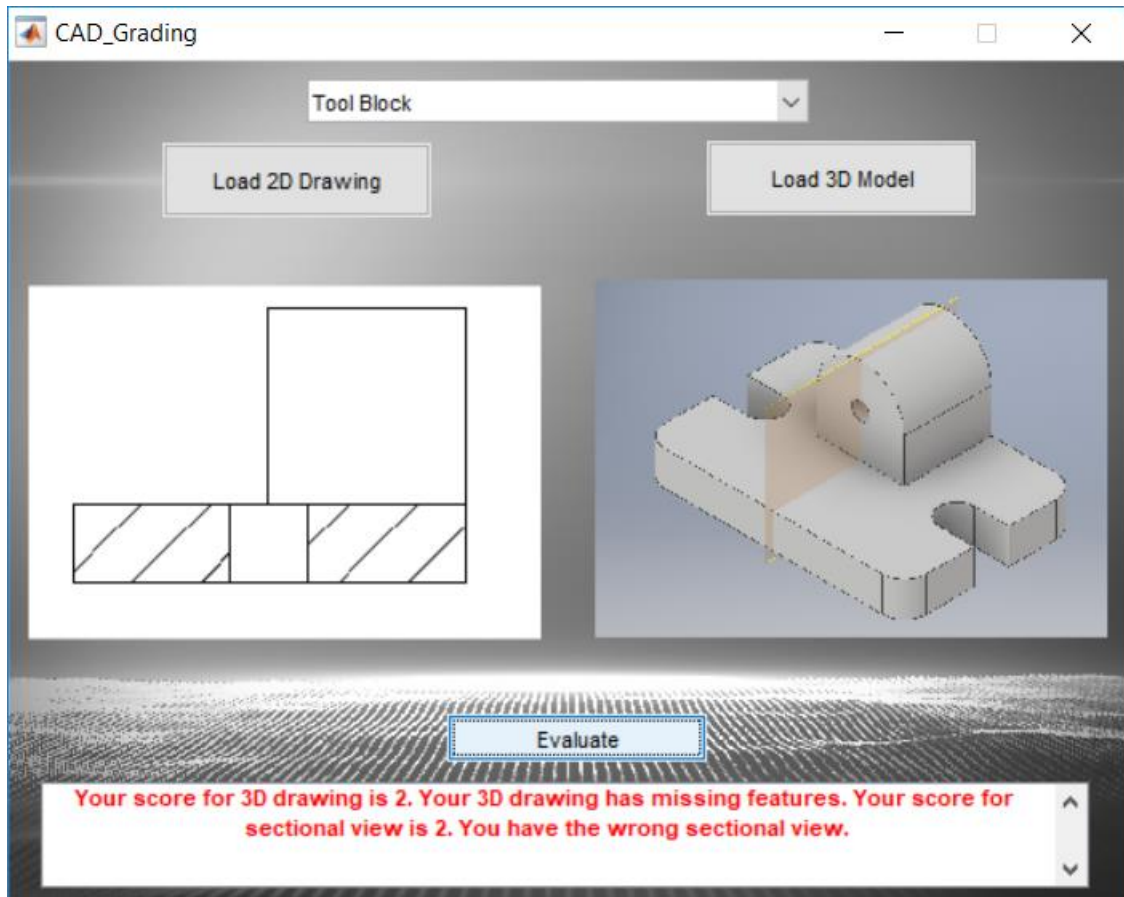 CAD_Grading
Tool Block
Load 2D Drawing
Load 3D Model
Evaluate
Your score for 3D drawing is 2. Your 3D drawing has missing features. Your score for
sectional view is 2. You have the wrong sectional view.